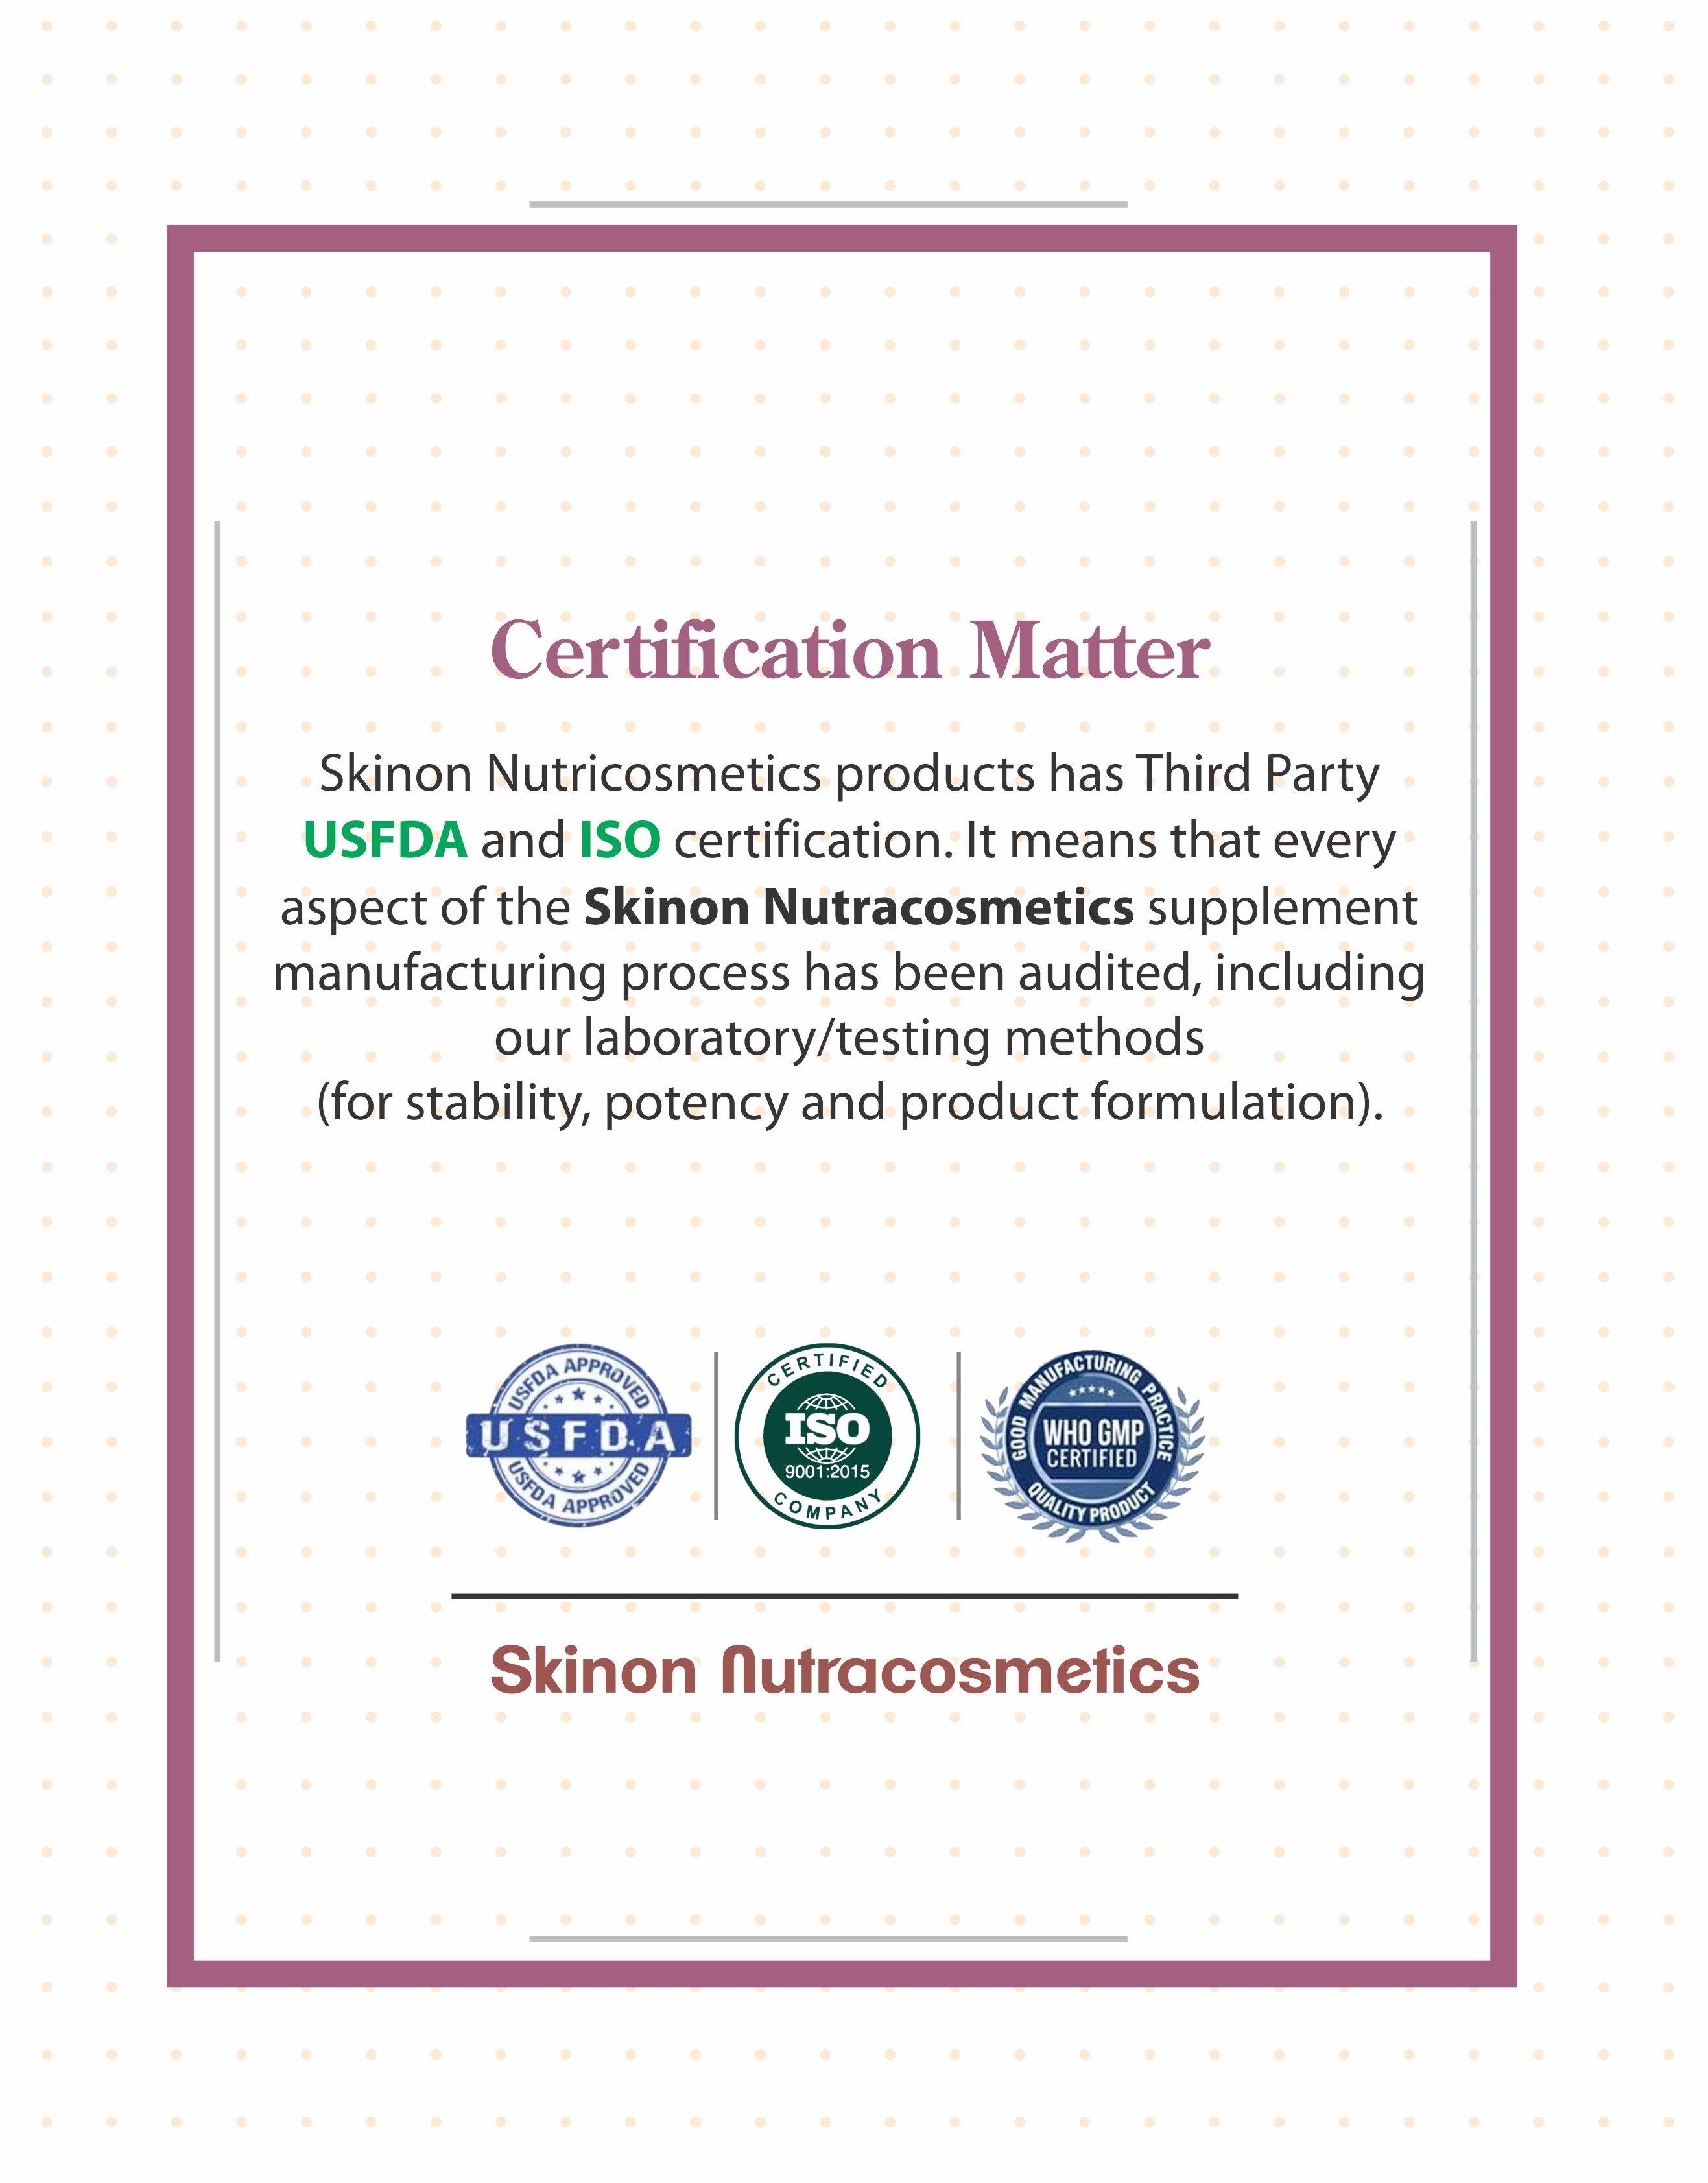 Certification Matter
Skinon Nutricosmetics products has Third Party
USFDA and ISO certification. It means that every
aspect of the Skinon Nutracosmetics supplement
manufacturing process has been audited, including
our laboratory/testing methods
(for stability, potency and product formulation).
USFDA APPROVED
USFDA
USFDA APPROVED
CERTIFIED
ISO
9001:2015
COMPANY
GOOD MANUFACTURING PRACTICE
WHO GMP
CERTIFIED
QUALITY PRODUCT
Skinon Nutracosmetics